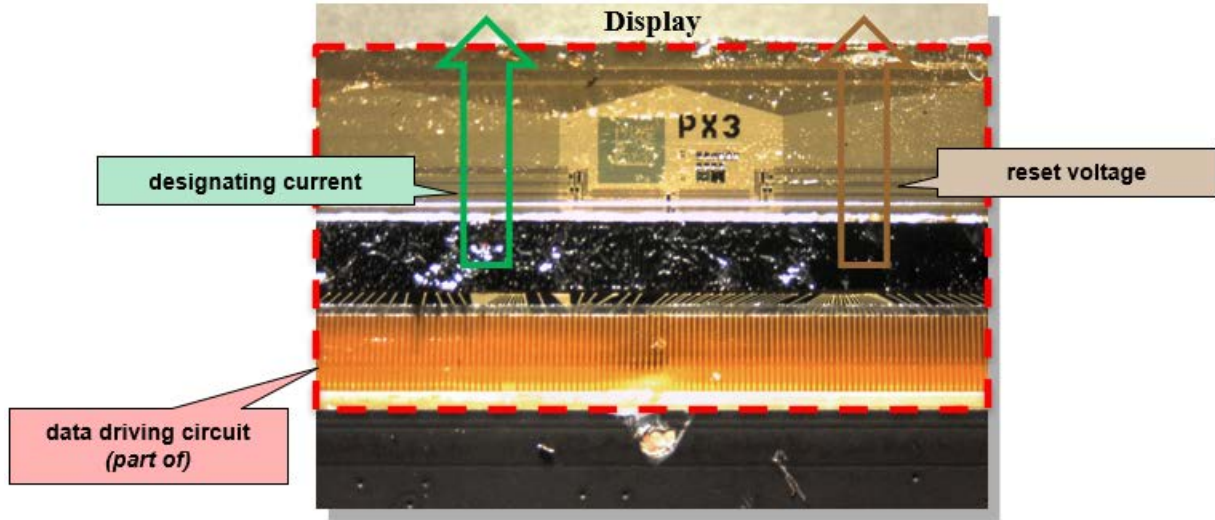 Display
PX3
designating current
reset voltage
data driving circuit
(part of)